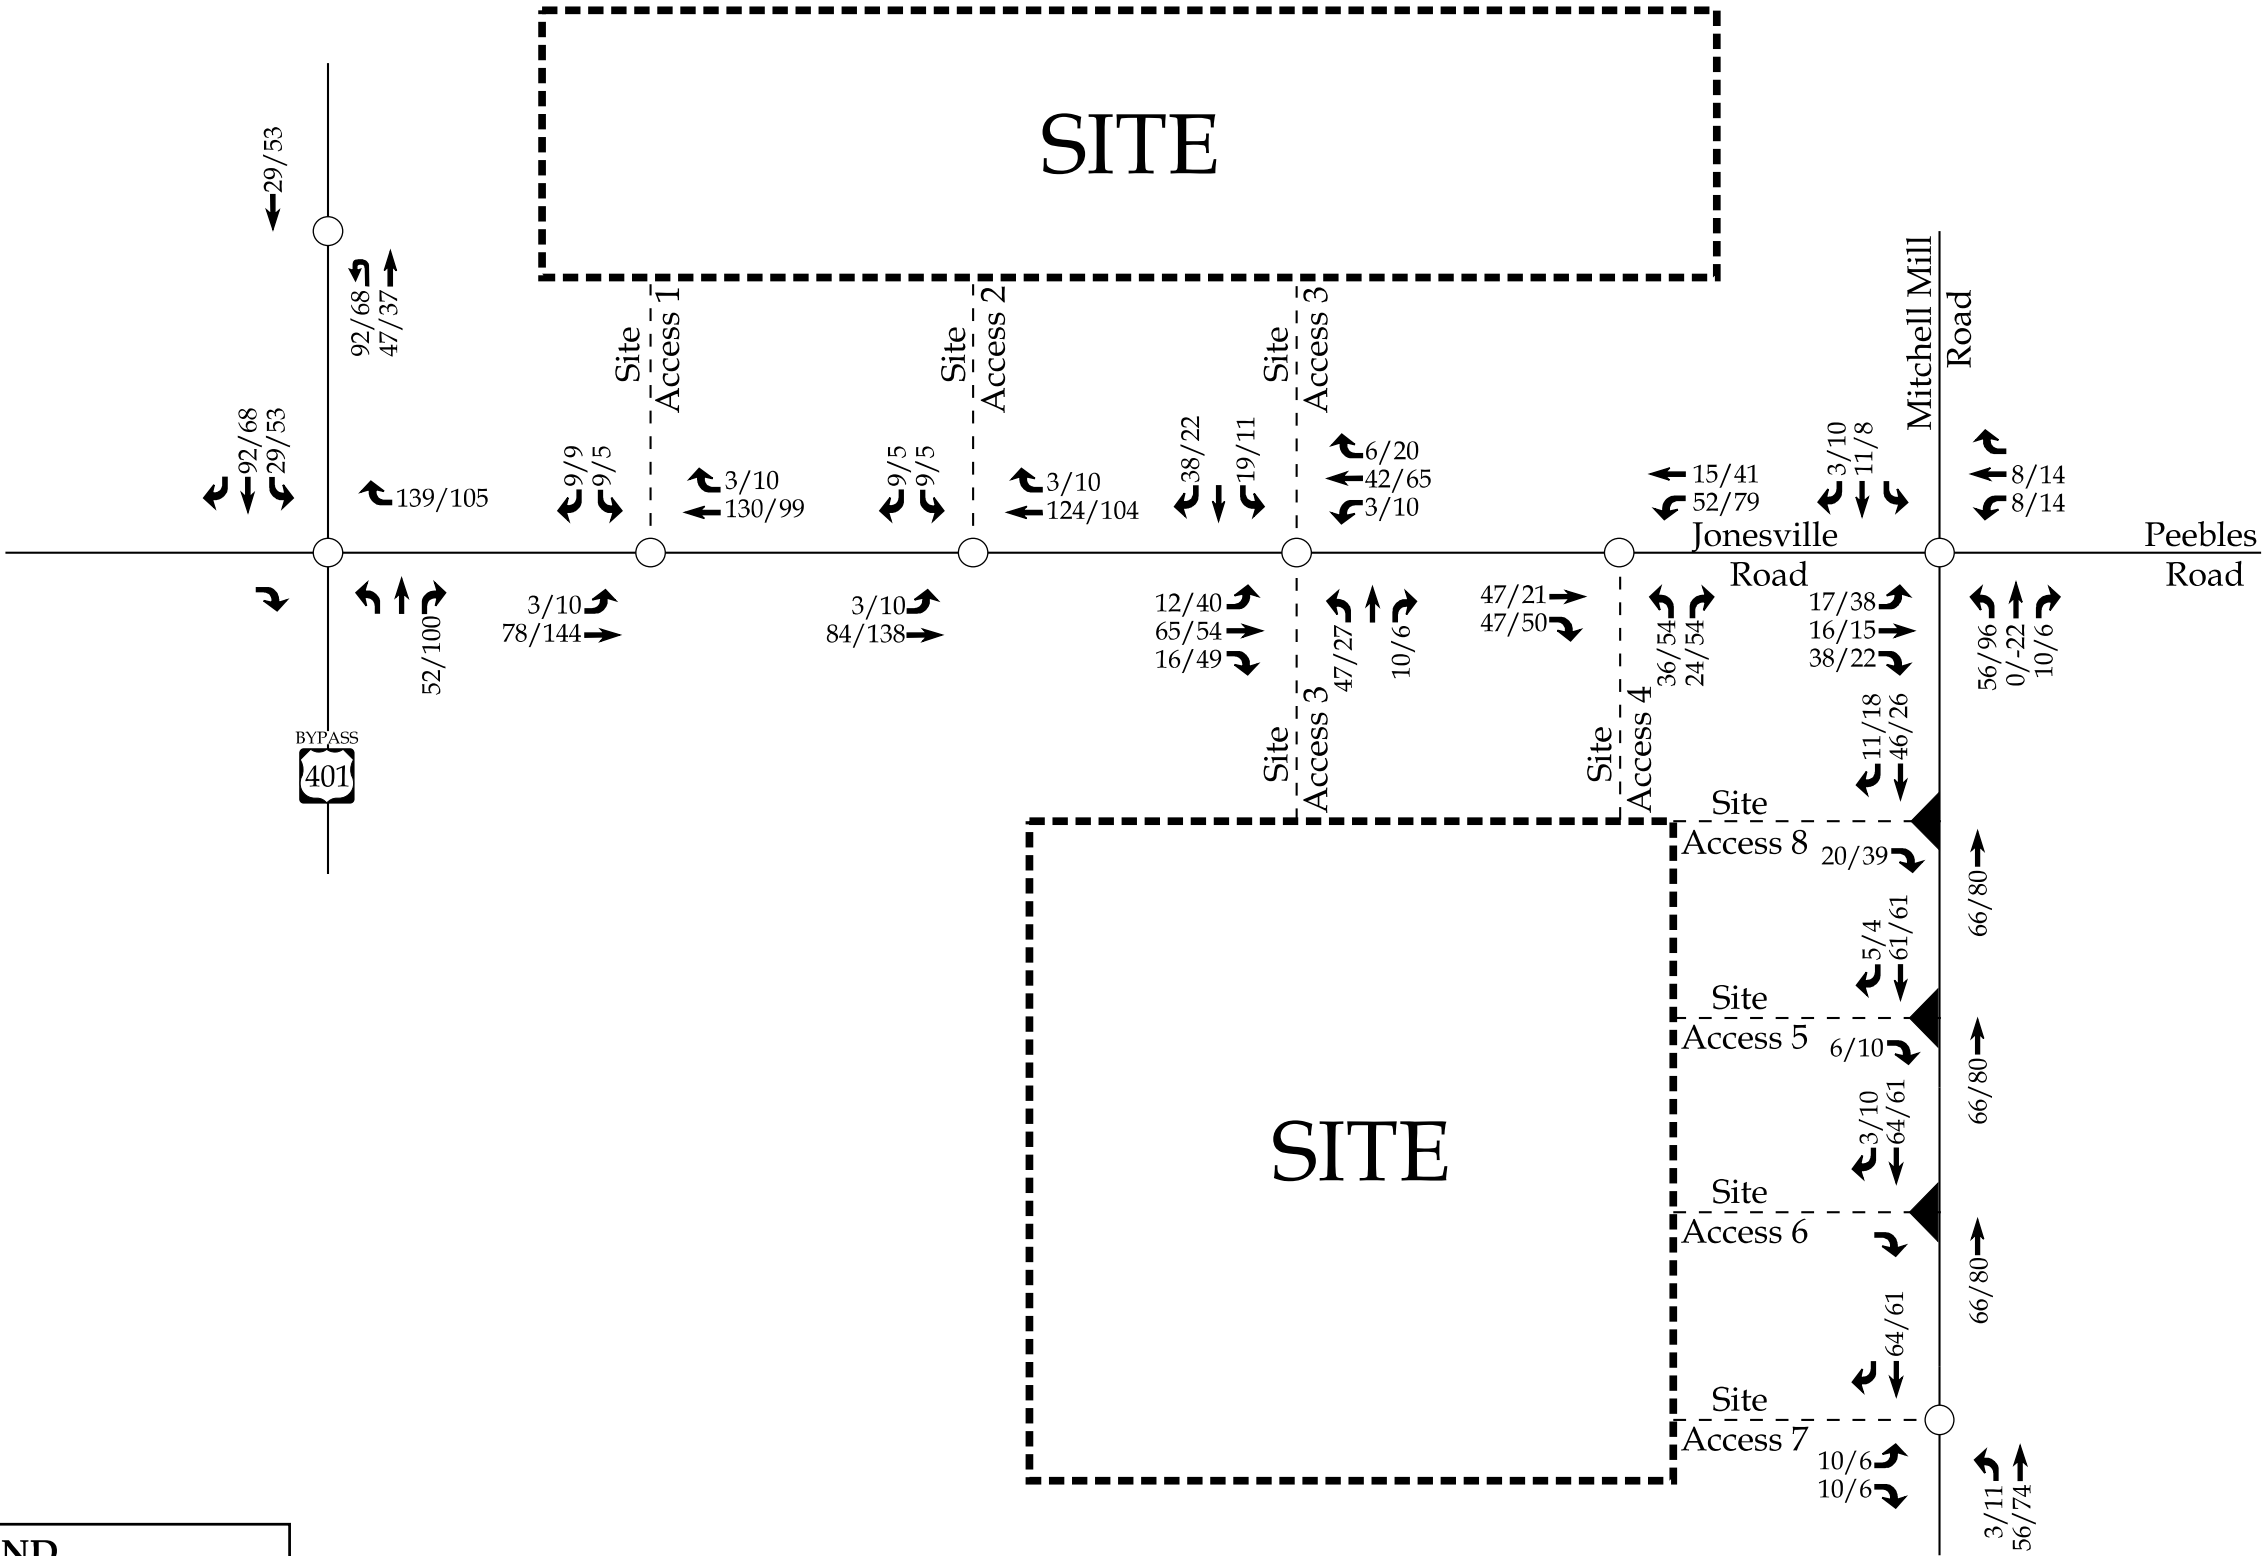 SITE
29/53
92/68
47/37
Site
Access 1
Site
Access 2
Site
Access 3
Mitchell Mill
Road
92/68
29/53
139/105
9/9
9/5
3/10
130/99
9/5
9/5
3/10
124/104
38/22
19/11
6/20
42/65
3/10
15/41
52/79
3/10
11/8
8/14
8/14
Jonesville
Road
Peebles
Road
52/100
3/10
78/144
3/10
84/138
12/40
65/54
16/49
47/27
10/6
47/21
47/50
36/54
24/54
17/38
16/15
38/22
56/96
0/-22
10/6
BYPASS
401
Site
Access 3
Site
Access 4
11/18
46/26
Site
Access 8
20/39
66/80
5/4
61/61
Site
Access 5
6/10
66/80
3/10
64/61
SITE
Site
Access 6
66/80
64/61
Site
Access 7
10/6
10/6
3/11
56/74
ND